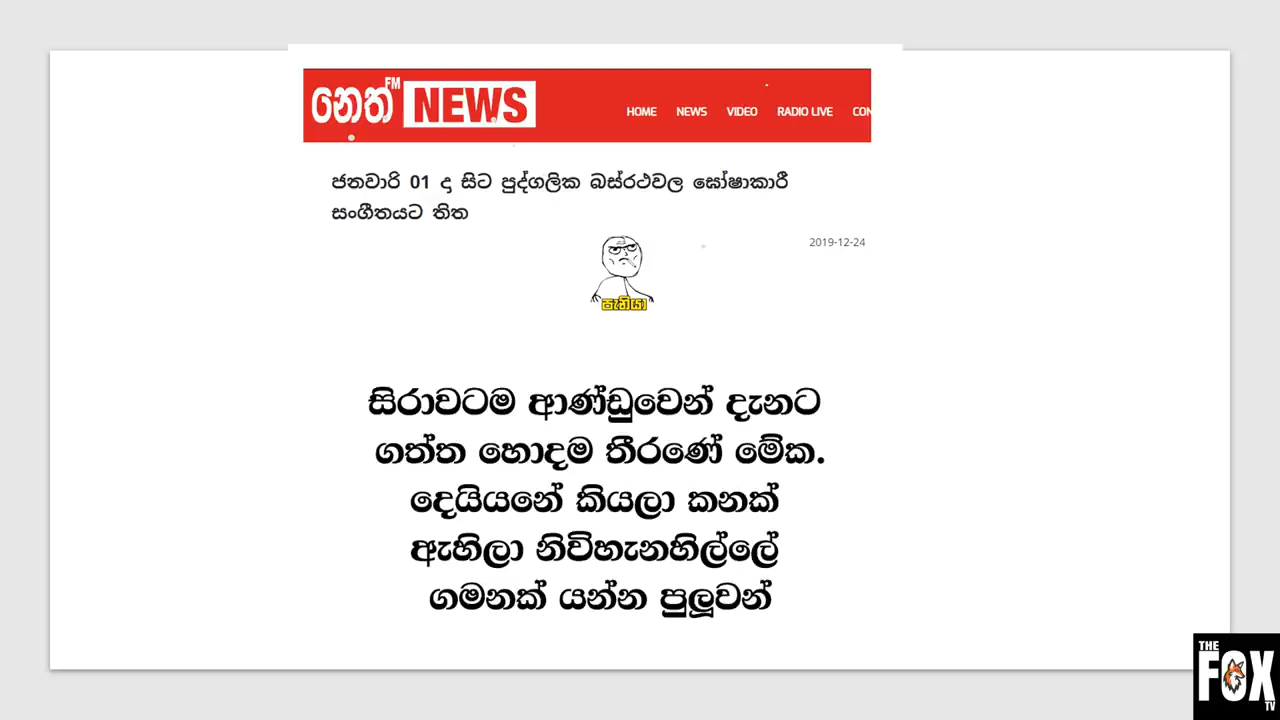 නෙත් FM NEWS
HOME NEWS VIDEO RADIO LIVE CON
ජනවාරි 01 දා සිට පුද්ගලික බස්රථවල ඝෝෂාකාරී
සංගීතයට තිත
2019-12-24
පැනියා
සිරාවටම ආණ්ඩුවෙන් දැනට
ගත්ත හොදම තීරණේ මේක.
දෙයියනේ කියලා කනක්
ඇහිලා නිවිහැනහිල්ලේ
ගමනක් යන්න පුලූවන්
THE
FOX
TV